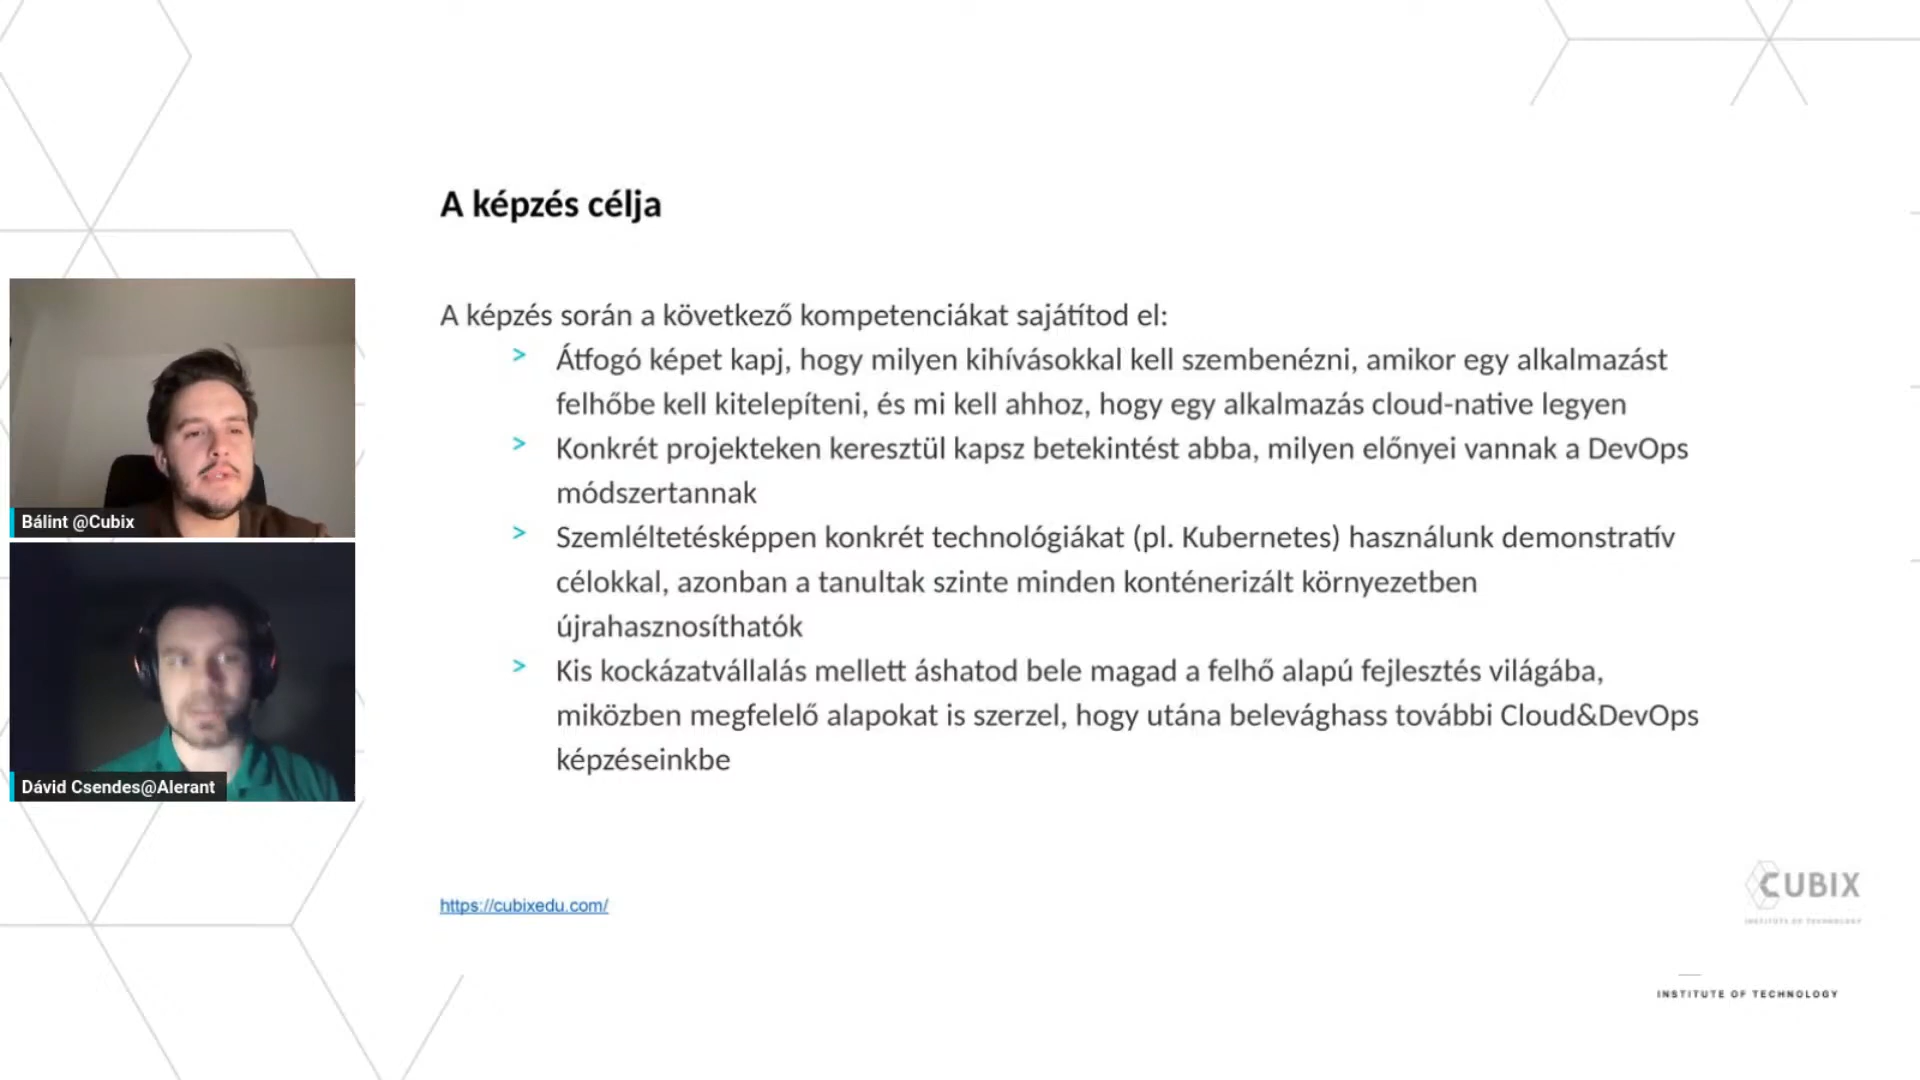 A képzés célja
A képzés során a következő kompetenciákat sajátítod el:
> Átfogó képet kapj, hogy milyen kihívásokkal kell szembenézni, amikor egy alkalmazást
felhőbe kell kitelepíteni, és mi kell ahhoz, hogy egy alkalmazás cloud-native legyen
> Konkrét projekteken keresztül kapsz betekintést abba, milyen előnyei vannak a DevOps
módszertannak
> Szemléltetésképpen konkrét technológiákat (pl. Kubernetes) használunk demonstratív
célokkal, azonban a tanultak szinte minden konténerizált környezetben
újrahasznosíthatók
> Kis kockázatvállalás mellett áshatod bele magad a felhő alapú fejlesztés világába,
miközben megfelelő alapokat is szerzel, hogy utána belevághass további Cloud&DevOps
képzéseinkbe
Bálint @Cubix
Dávid Csendes@Alerant
https://cubixedu.com/
CUBIX
INSTITUTE OF TECHNOLOGY
INSTITUTE OF TECHNOLOGY